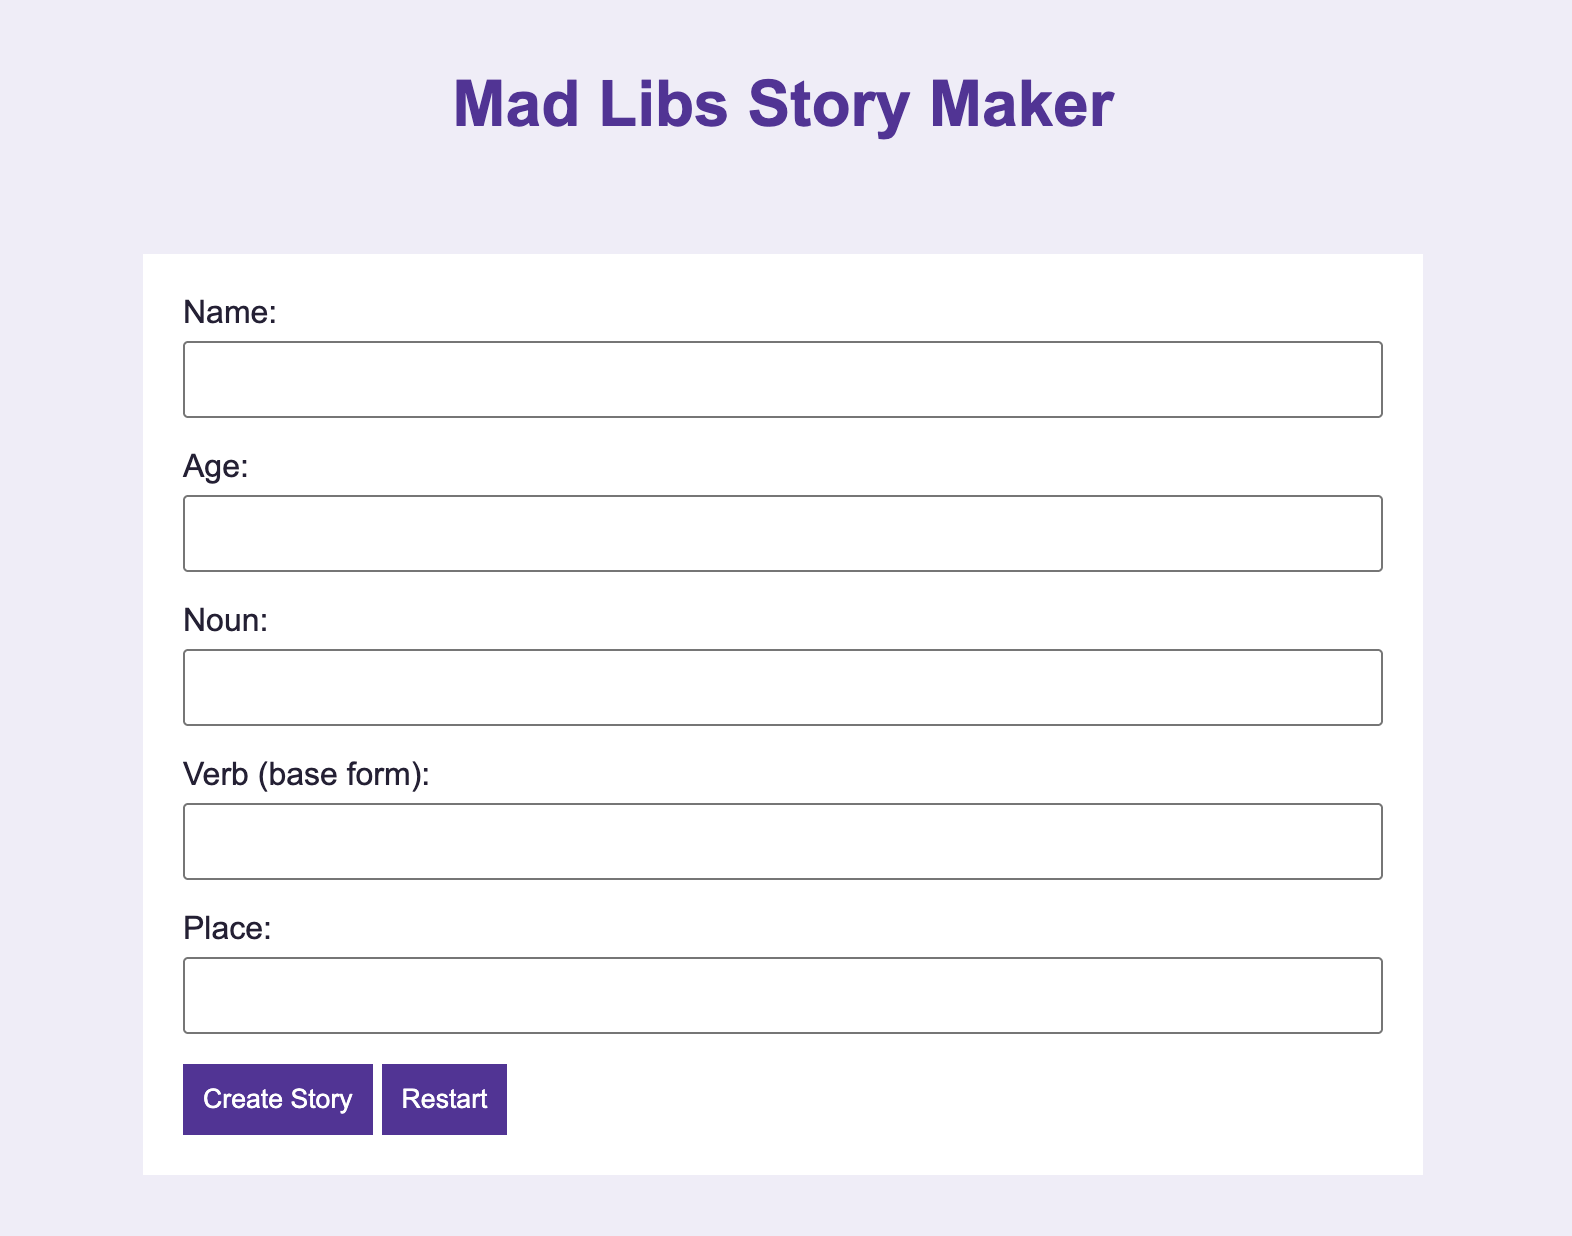 Mad Libs Story Maker
Name:
Age:
Noun:
Verb (base form):
Place:
Create Story Restart